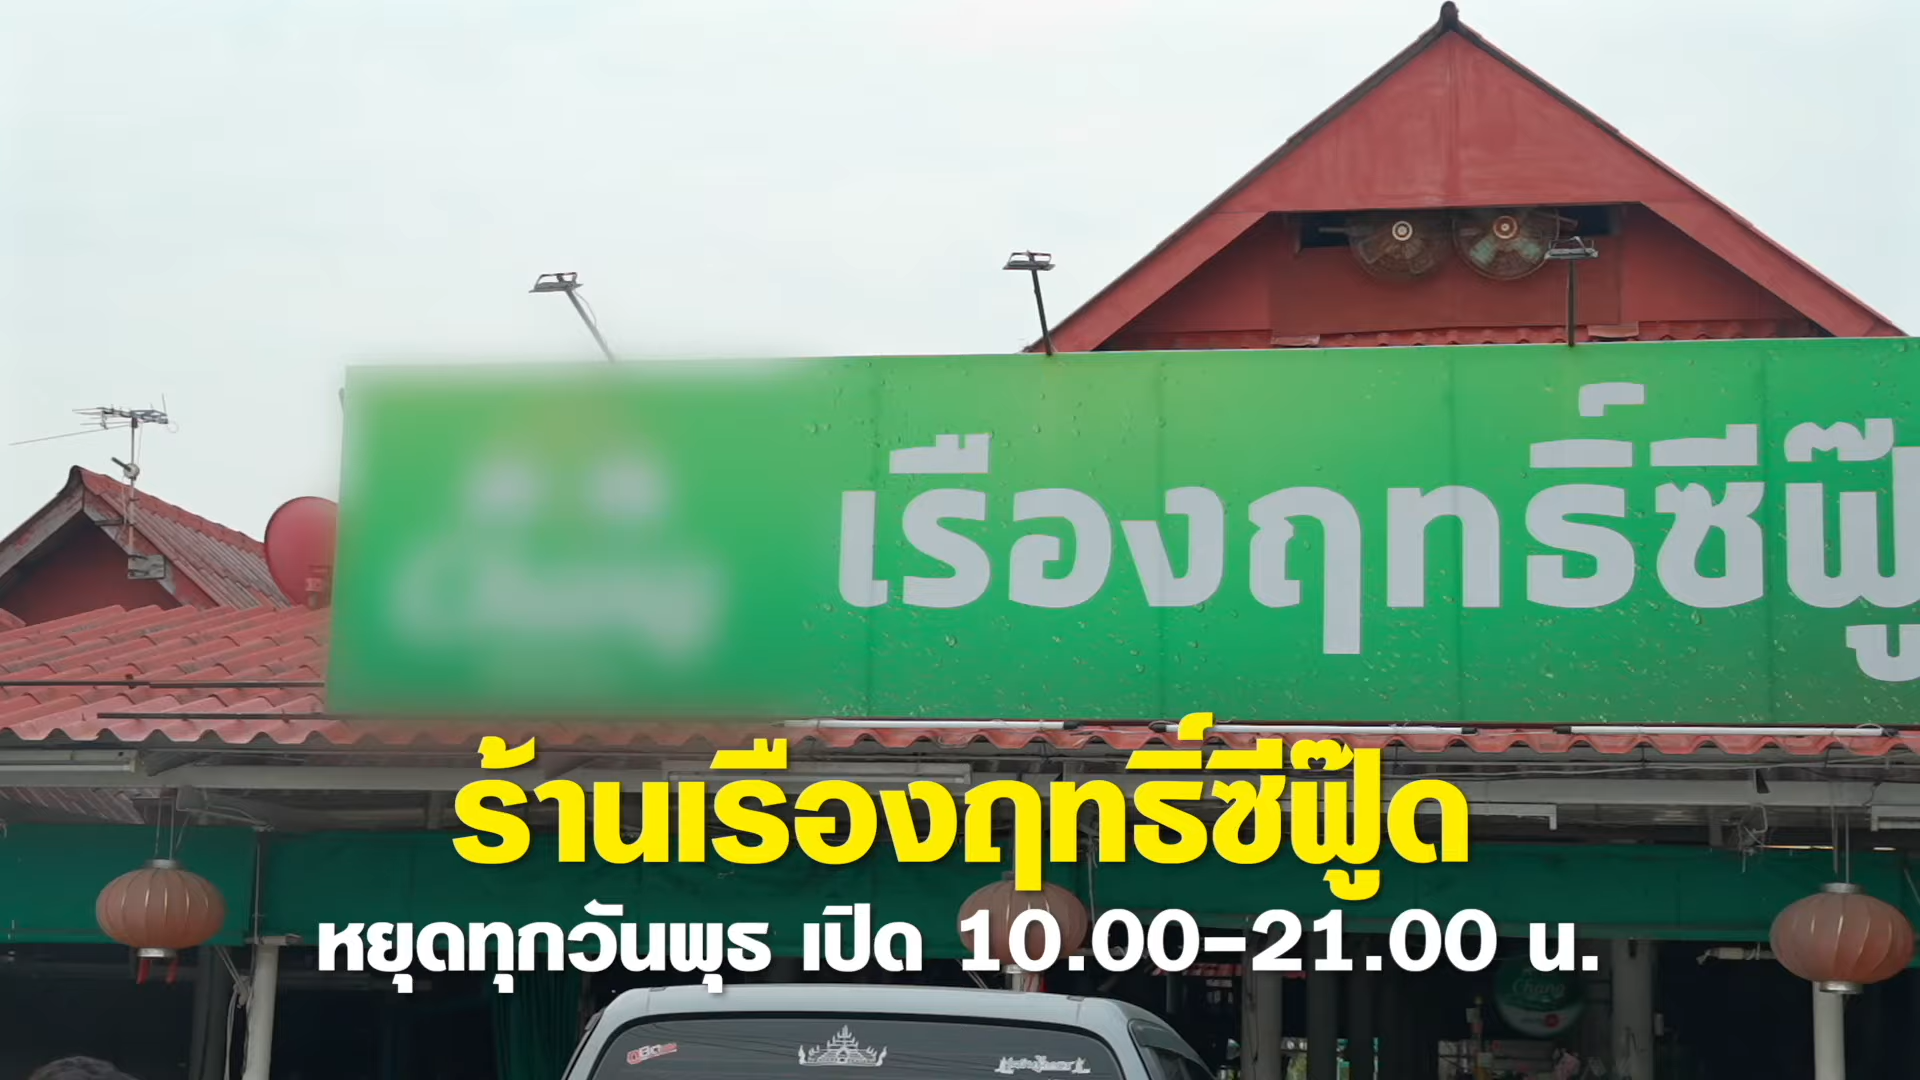 เรืองฤทธิ์ซีฟู๊
ร้านเรืองฤทธิ์ซีฟู๊ด
หยุดทุกวันพุธ เปิด 10.00-21.00 น.
Chang